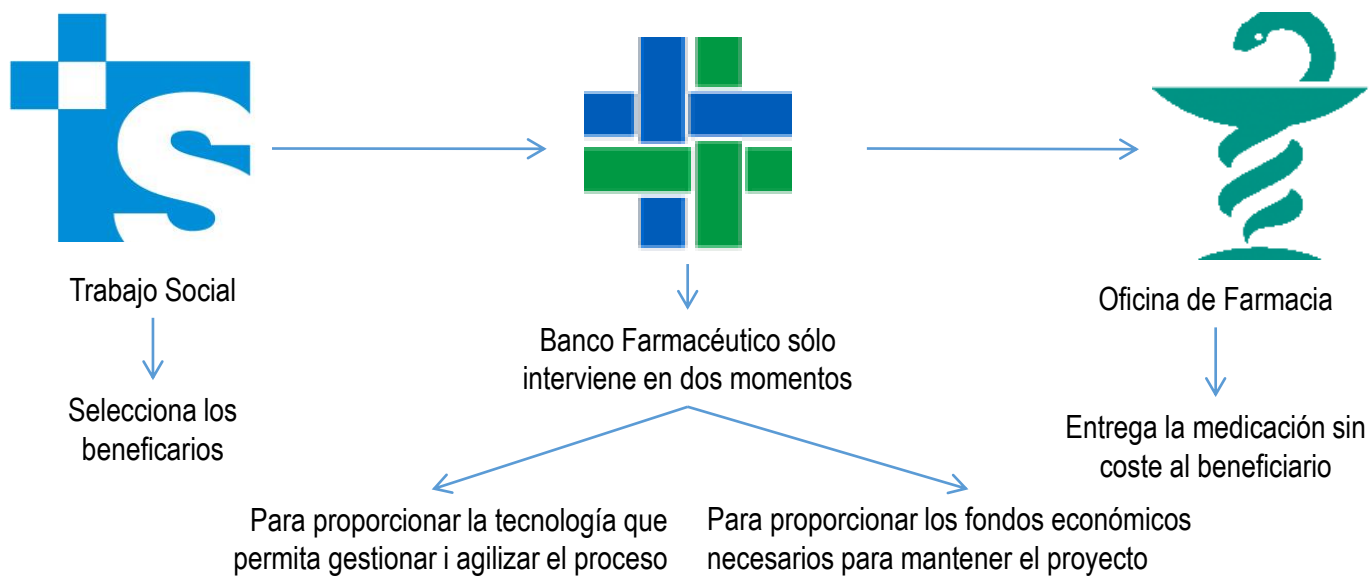 Trabajo Social
Selecciona los
beneficarios
Banco Farmacéutico sólo
interviene en dos momentos
Para proporcionar la tecnología que
permita gestionar i agilizar el proceso
Para proporcionar los fondos económicos
necesarios para mantener el proyecto
Oficina de Farmacia
Entrega la medicación sin
coste al beneficiario